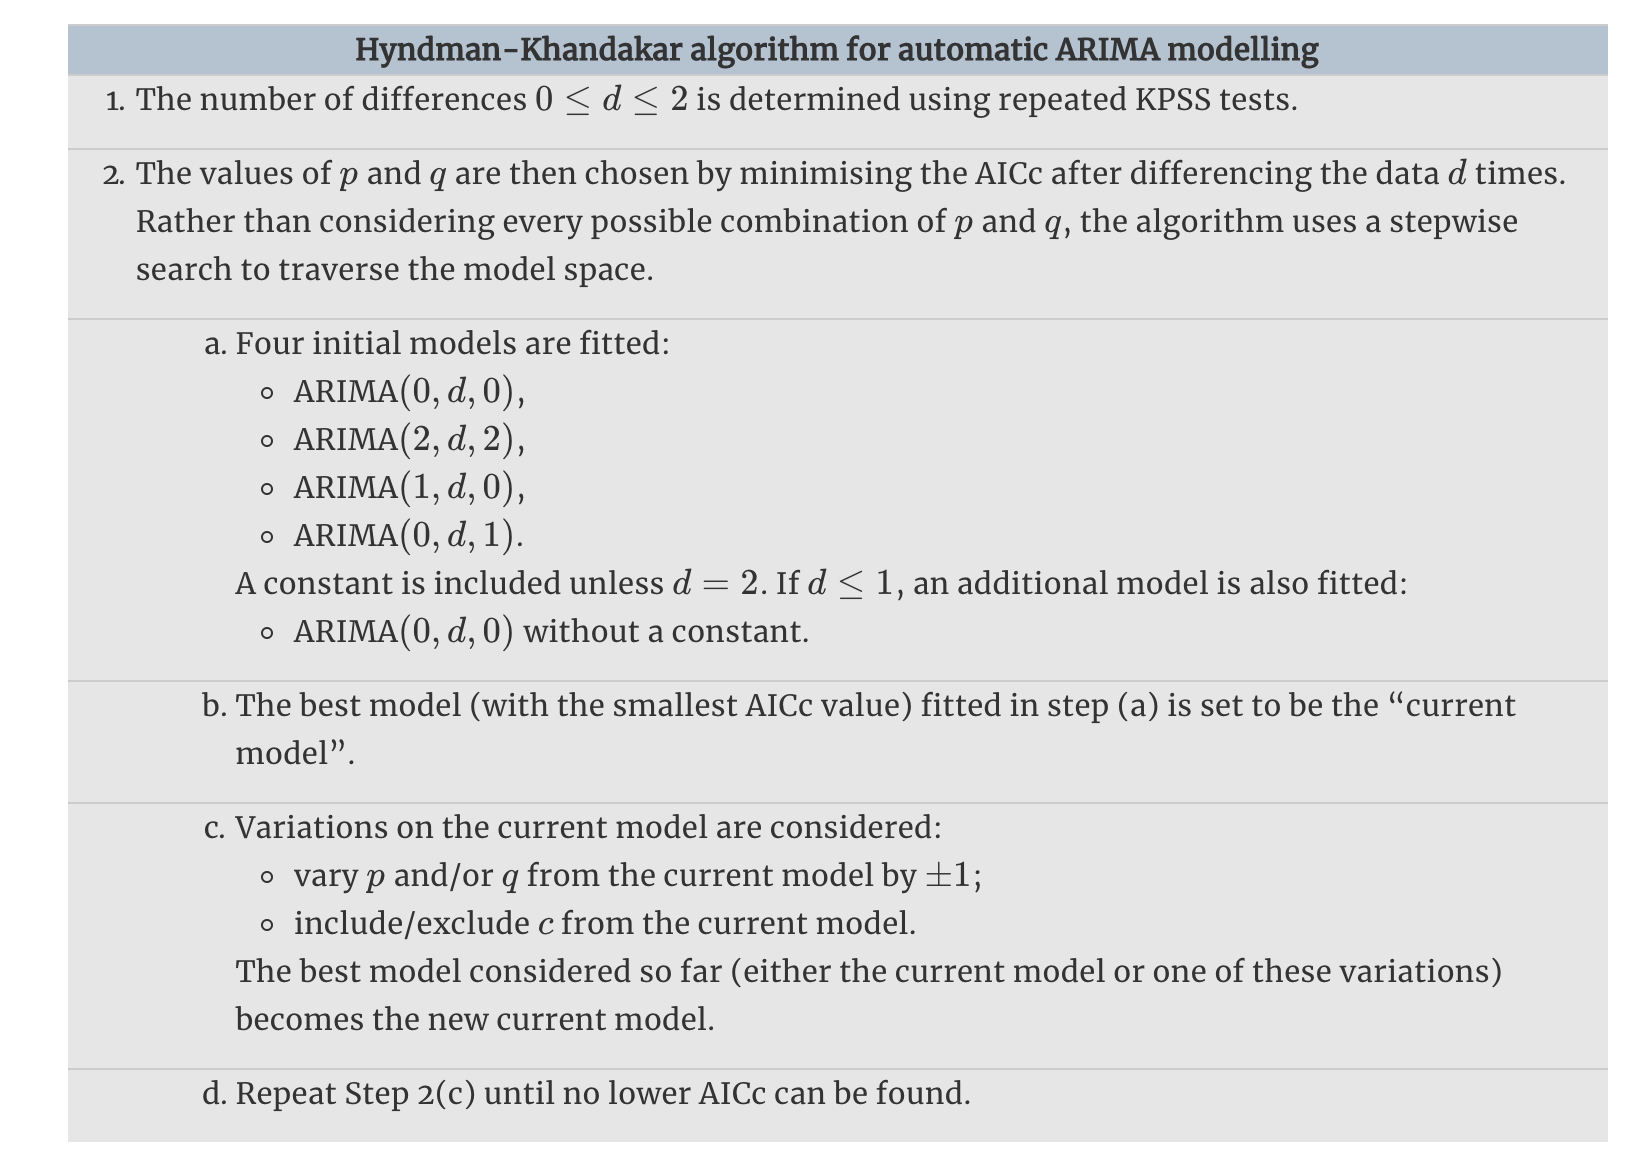 Hyndman-Khandakar algorithm for automatic ARIMA modelling
1. The number of differences 0 ≤ d ≤ 2 is determined using repeated KPSS tests.
2. The values of p and q are then chosen by minimising the AICc after differencing the data d times.
Rather than considering every possible combination of p and q, the algorithm uses a stepwise
search to traverse the model space.
a. Four initial models are fitted:
∘ ARIMA(0, d, 0),
∘ ARIMA(2, d, 2),
∘ ARIMA(1, d, 0),
∘ ARIMA(0, d, 1).
A constant is included unless d = 2. If d ≤ 1, an additional model is also fitted:
∘ ARIMA(0, d, 0) without a constant.
b. The best model (with the smallest AICc value) fitted in step (a) is set to be the “current
model”.
c. Variations on the current model are considered:
∘ vary p and/or q from the current model by ±1;
∘ include/exclude c from the current model.
The best model considered so far (either the current model or one of these variations)
becomes the new current model.
d. Repeat Step 2(c) until no lower AICc can be found.